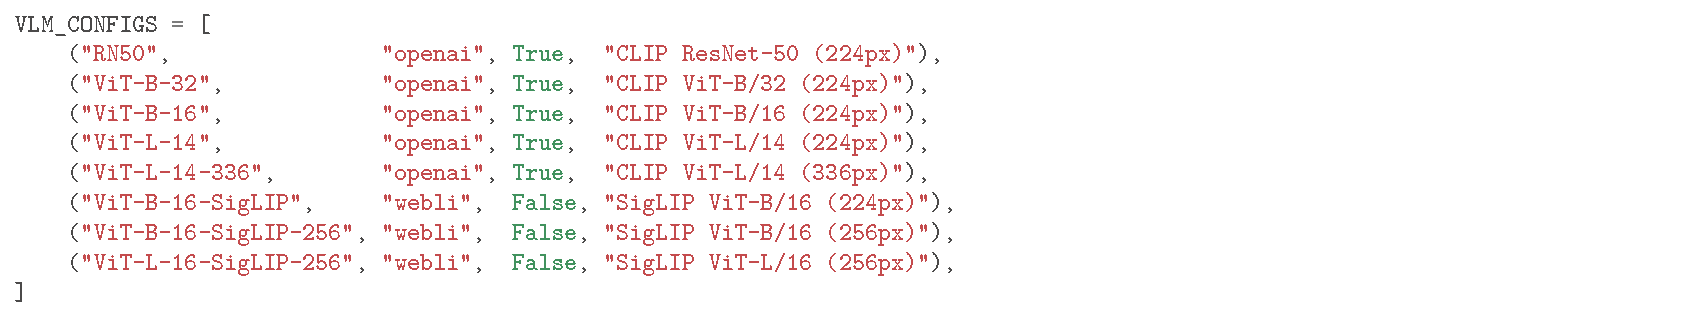 VLM_CONFIGS = [
    ("RN50",                "openai", True,  "CLIP ResNet-50 (224px)"),
    ("ViT-B-32",            "openai", True,  "CLIP ViT-B/32 (224px)"),
    ("ViT-B-16",            "openai", True,  "CLIP ViT-B/16 (224px)"),
    ("ViT-L-14",            "openai", True,  "CLIP ViT-L/14 (224px)"),
    ("ViT-L-14-336",        "openai", True,  "CLIP ViT-L/14 (336px)"),
    ("ViT-B-16-SigLIP",     "webli",  False, "SigLIP ViT-B/16 (224px)"),
    ("ViT-B-16-SigLIP-256", "webli",  False, "SigLIP ViT-B/16 (256px)"),
    ("ViT-L-16-SigLIP-256", "webli",  False, "SigLIP ViT-L/16 (256px)"),
]